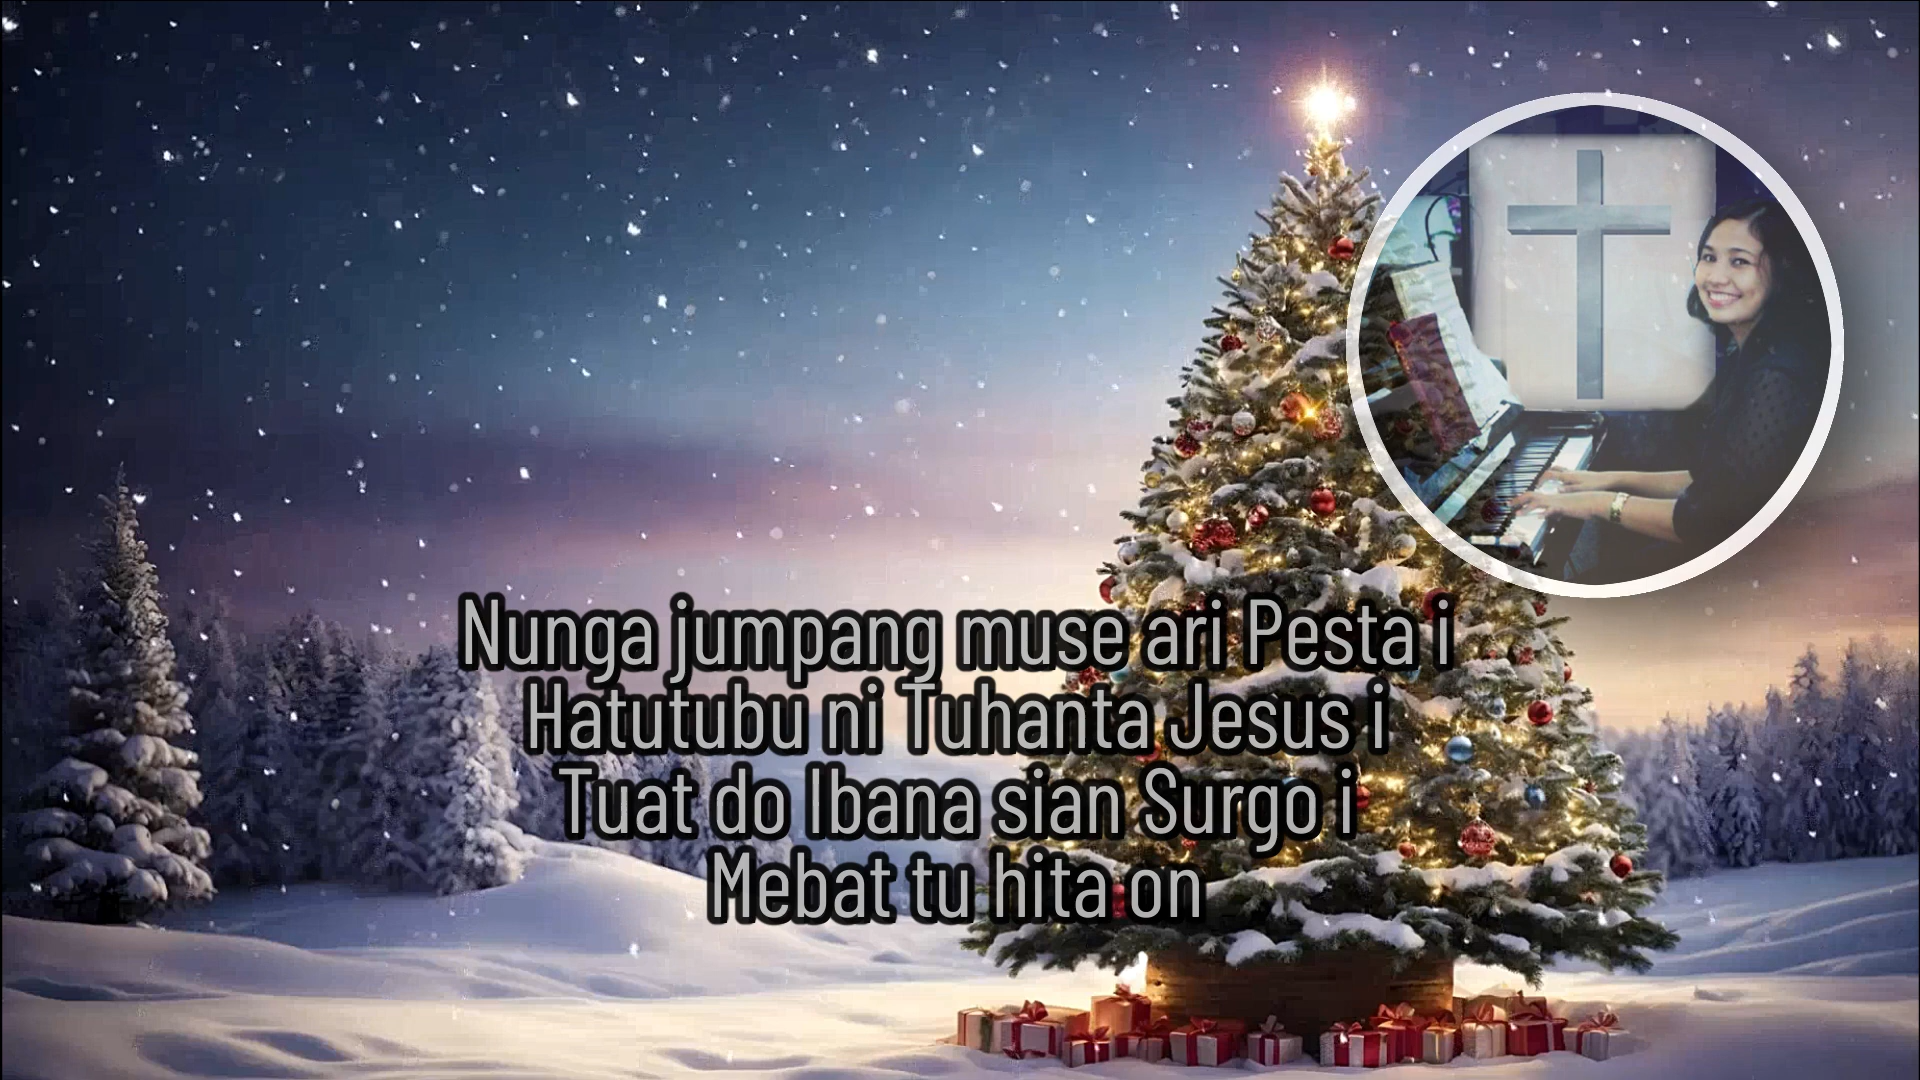 Nunga jumpang muse ari Pesta i
Hatutubu ni Tuhanta Jesus i
Tuat do Ibana sian Surgo i
Mebat tu hita on